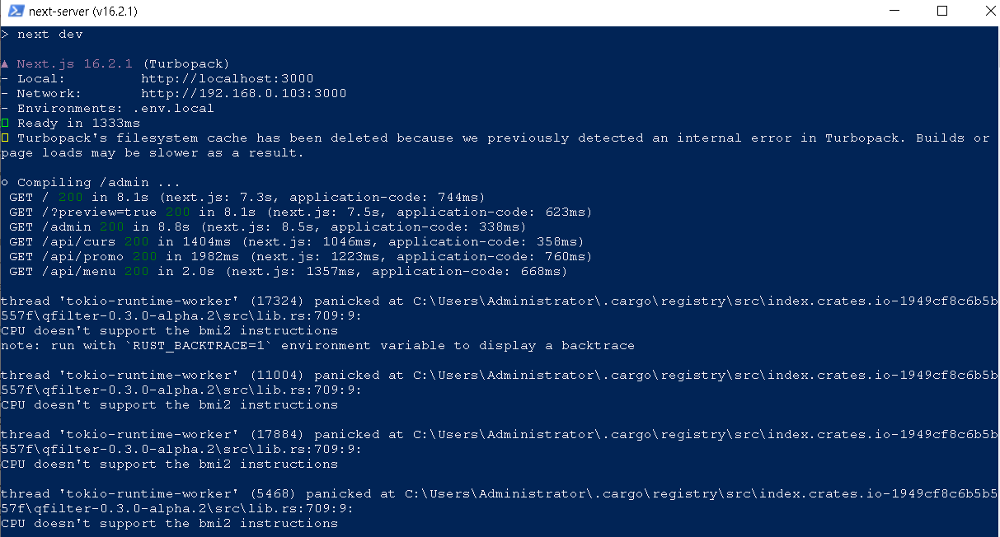 next-server (v16.2.1)
> next dev
▲ Next.js 16.2.1 (Turbopack)
- Local:         http://localhost:3000
- Network:       http://192.168.0.103:3000
- Environments: .env.local
Ready in 1333ms
Turbopack's filesystem cache has been deleted because we previously detected an internal error in Turbopack. Builds or
page loads may be slower as a result.
○ Compiling /admin ...
GET / 200 in 8.1s (next.js: 7.3s, application-code: 744ms)
GET /?preview=true 200 in 8.1s (next.js: 7.5s, application-code: 623ms)
GET /admin 200 in 8.8s (next.js: 8.5s, application-code: 338ms)
GET /api/curs 200 in 1404ms (next.js: 1046ms, application-code: 358ms)
GET /api/promo 200 in 1982ms (next.js: 1223ms, application-code: 760ms)
GET /api/menu 200 in 2.0s (next.js: 1357ms, application-code: 668ms)
thread 'tokio-runtime-worker' (17324) panicked at C:\Users\Administrator\.cargo\registry\src\index.crates.io-1949cf8c6b5b
557f\qfilter-0.3.0-alpha.2\src\lib.rs:709:9:
CPU doesn't support the bmi2 instructions
note: run with `RUST_BACKTRACE=1` environment variable to display a backtrace
thread 'tokio-runtime-worker' (11004) panicked at C:\Users\Administrator\.cargo\registry\src\index.crates.io-1949cf8c6b5b
557f\qfilter-0.3.0-alpha.2\src\lib.rs:709:9:
CPU doesn't support the bmi2 instructions
thread 'tokio-runtime-worker' (17884) panicked at C:\Users\Administrator\.cargo\registry\src\index.crates.io-1949cf8c6b5b
557f\qfilter-0.3.0-alpha.2\src\lib.rs:709:9:
CPU doesn't support the bmi2 instructions
thread 'tokio-runtime-worker' (5468) panicked at C:\Users\Administrator\.cargo\registry\src\index.crates.io-1949cf8c6b5b5
57f\qfilter-0.3.0-alpha.2\src\lib.rs:709:9:
CPU doesn't support the bmi2 instructions